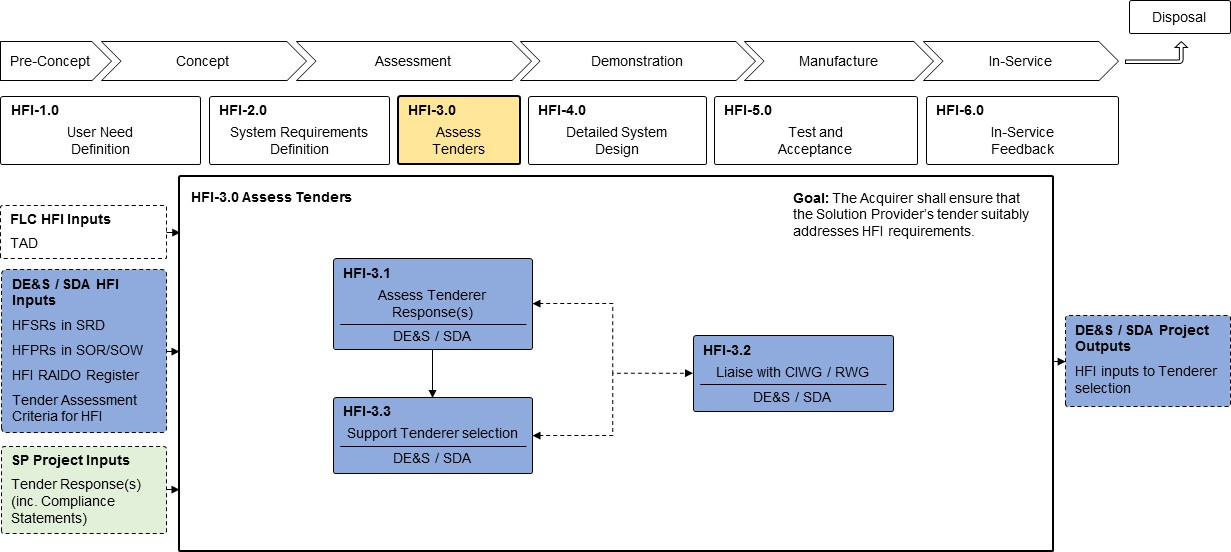 Disposal
Pre-Concept
Concept
Assessment
Demonstration
Manufacture
In-Service
HFI-1.0
User Need
Definition
HFI-2.0
System Requirements
Definition
HFI-3.0
Assess
Tenders
HFI-4.0
Detailed System
Design
HFI-5.0
Test and
Acceptance
HFI-6.0
In-Service
Feedback
HFI-3.0 Assess Tenders
Goal: The Acquirer shall ensure that
the Solution Provider's tender suitably
addresses HFI requirements.
FLC HFI Inputs
TAD
DE&S / SDA HFI
Inputs
HFSRs in SRD
HFPRs in SOR/SOW
HFI RAIDO Register
Tender Assessment
Criteria for HFI
SP Project Inputs
Tender Response(s)
(inc. Compliance
Statements)
HFI-3.1
Assess Tenderer
Response(s)
DE&S / SDA
HFI-3.2
Liaise with CIWG / RWG
DE&S / SDA
HFI-3.3
Support Tenderer selection
DE&S / SDA
DE&S / SDA Project
Outputs
HFI inputs to Tenderer
selection